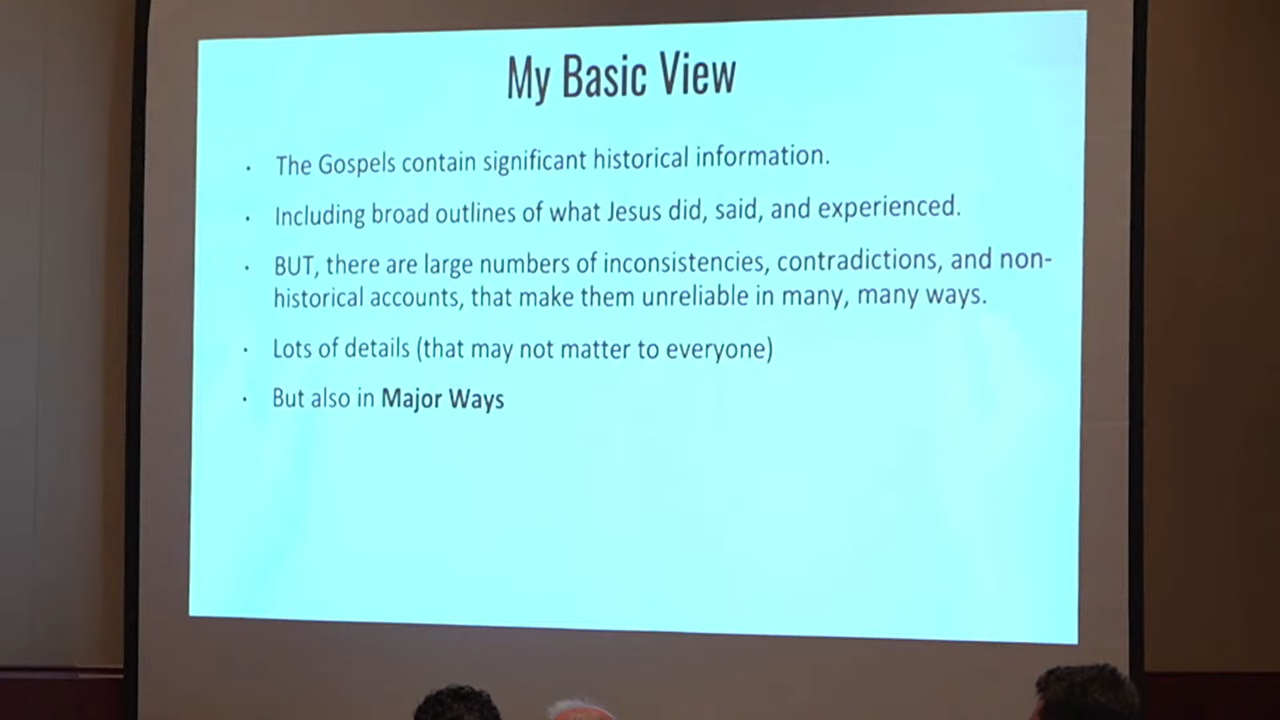 My Basic View
· The Gospels contain significant historical information.
· Including broad outlines of what Jesus did, said, and experienced.
· BUT, there are large numbers of inconsistencies, contradictions, and non-
historical accounts, that make them unreliable in many, many ways.
· Lots of details (that may not matter to everyone)
· But also in Major Ways